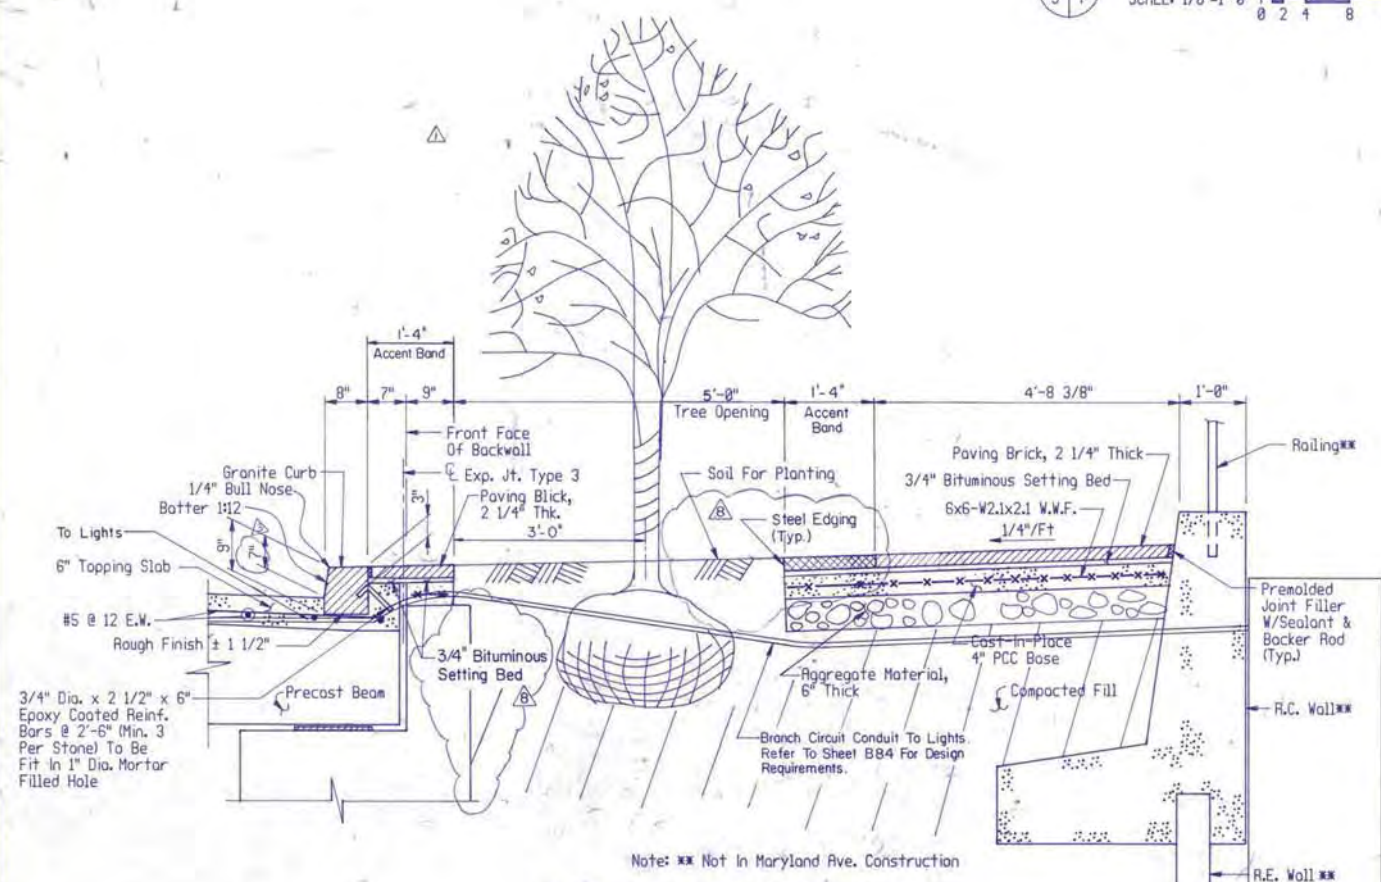 SCALE: 1/8"=1'-0"
0 2 4 8
1
1'-4"
Accent Band
8"
7"
9"
5'-0"
Tree Opening
1'-4"
Accent
Band
4'-8 3/8"
1'-0"
Front Face
Of Backwall
℄ Exp. Jt. Type 3
Paving Blick,
2 1/4" Thk.
3"
3'-0"
Granite Curb
1/4" Bull Nose
Batter 1:12
To Lights
9"
7"
6" Topping Slab
#5 @ 12 E.W.
Rough Finish ± 1 1/2"
3/4" Dia. x 2 1/2" x 6"
Epoxy Coated Reinf.
Bars @ 2'-6" (Min. 3
Per Stone) To Be
Fit In 1" Dia. Mortar
Filled Hole
Precast Beam
3/4" Bituminous
Setting Bed
8
Soil For Planting
8
Steel Edging
(Typ.)
Paving Brick, 2 1/4" Thick
3/4" Bituminous Setting Bed
6x6-W2.1x2.1 W.W.F.
1/4"/Ft
Railing**
Premolded
Joint Filler
W/Sealant &
Backer Rod
(Typ.)
Cast-In-Place
4" PCC Base
Aggregate Material,
6" Thick
Compacted Fill
R.C. Wall**
Branch Circuit Conduit To Lights.
Refer To Sheet B84 For Design
Requirements.
Note: ** Not In Maryland Ave. Construction
R.E. Wall **